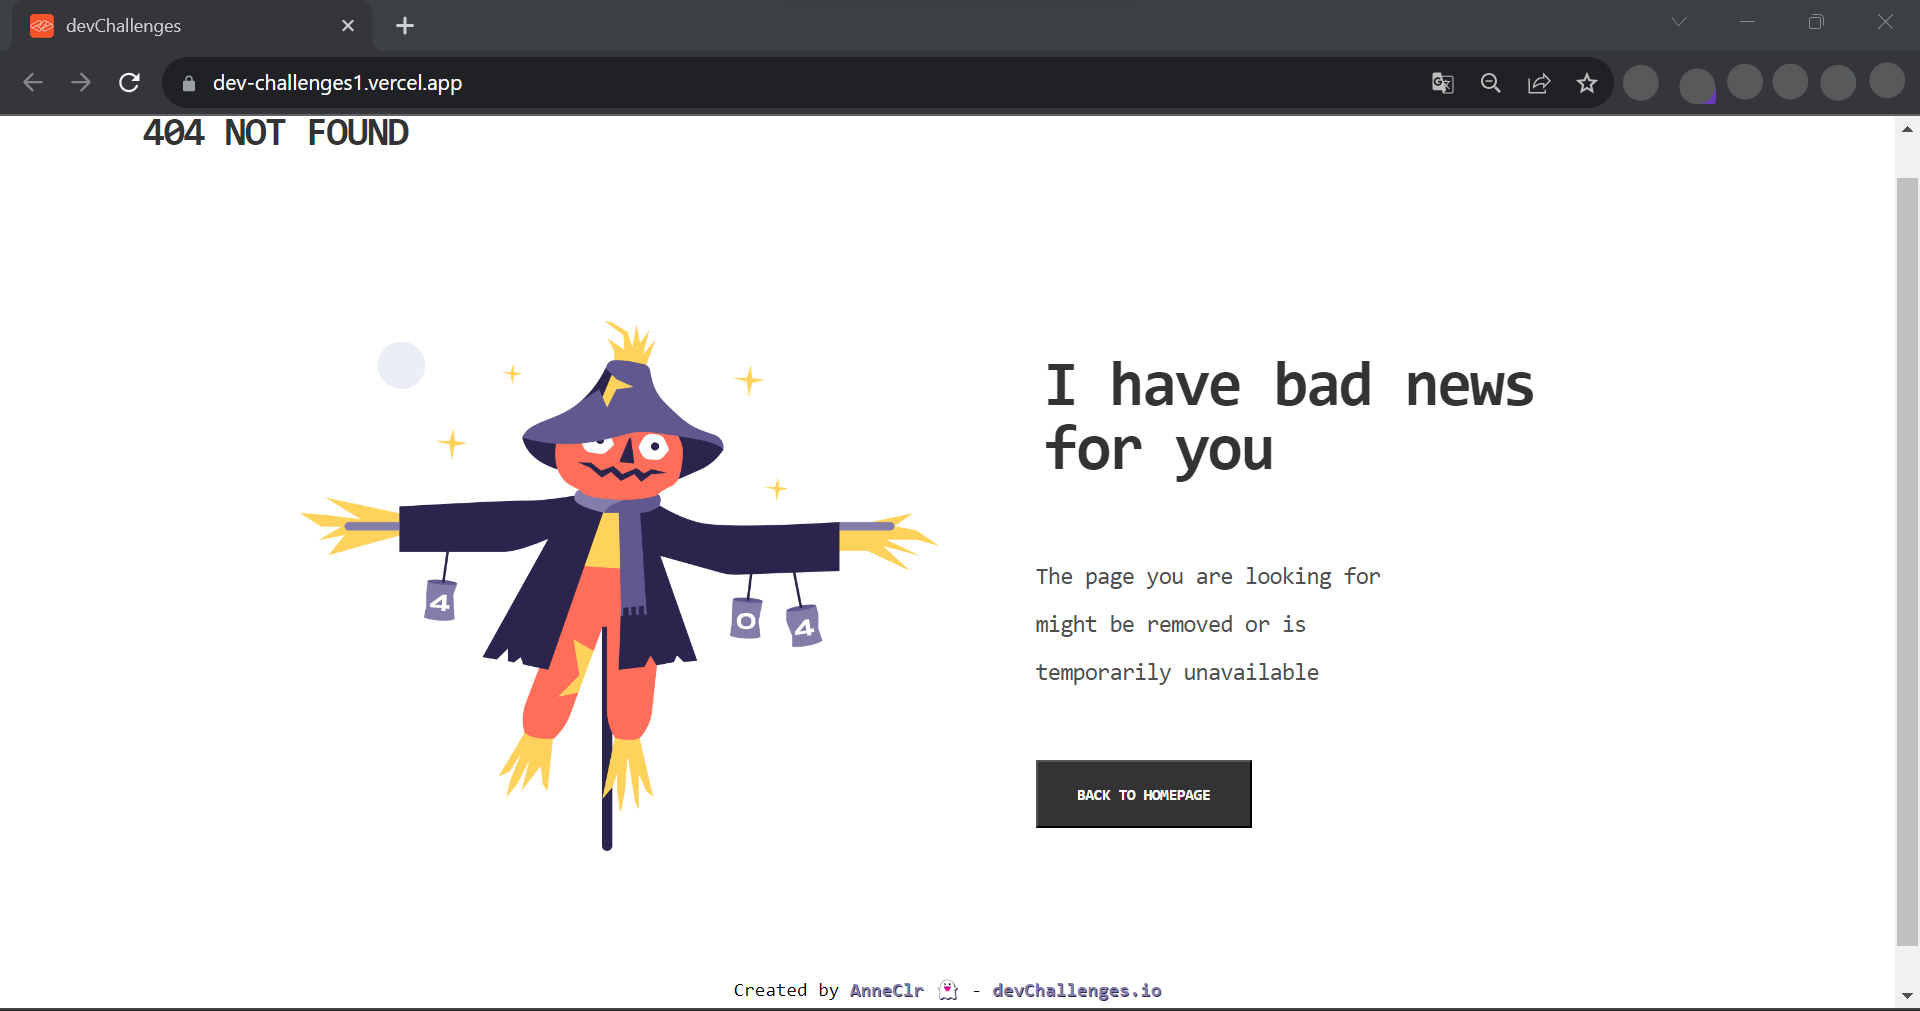 devChallenges
dev-challenges1.vercel.app
404 NOT FOUND
I have bad news
for you
4
0
4
The page you are looking for
might be removed or is
temporarily unavailable
BACK TO HOMEPAGE
Created by AnneClr 👻 - devChallenges.io